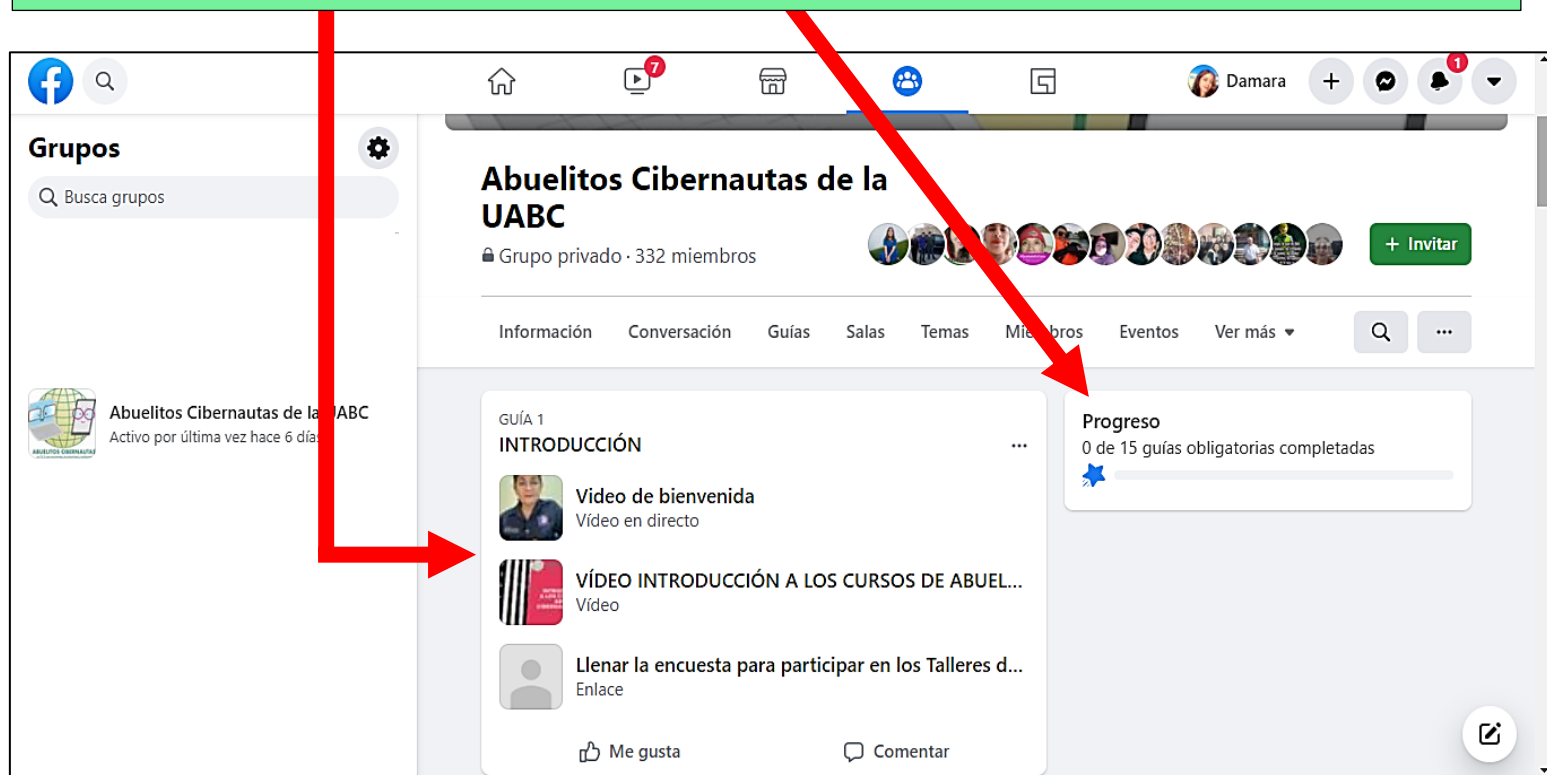 7
Damara
1
Grupos
Busca grupos
Abuelitos Cibernautas de la UABC
Activo por última vez hace 6 días
Abuelitos Cibernautas de la
UABC
Grupo privado · 332 miembros
+ Invitar
Información Conversación Guías Salas Temas Miembros Eventos Ver más
GUÍA 1
INTRODUCCIÓN
Video de bienvenida
Vídeo en directo
VÍDEO INTRODUCCIÓN A LOS CURSOS DE ABUEL...
Vídeo
Llenar la encuesta para participar en los Talleres d...
Enlace
Me gusta Comentar
Progreso
0 de 15 guías obligatorias completadas